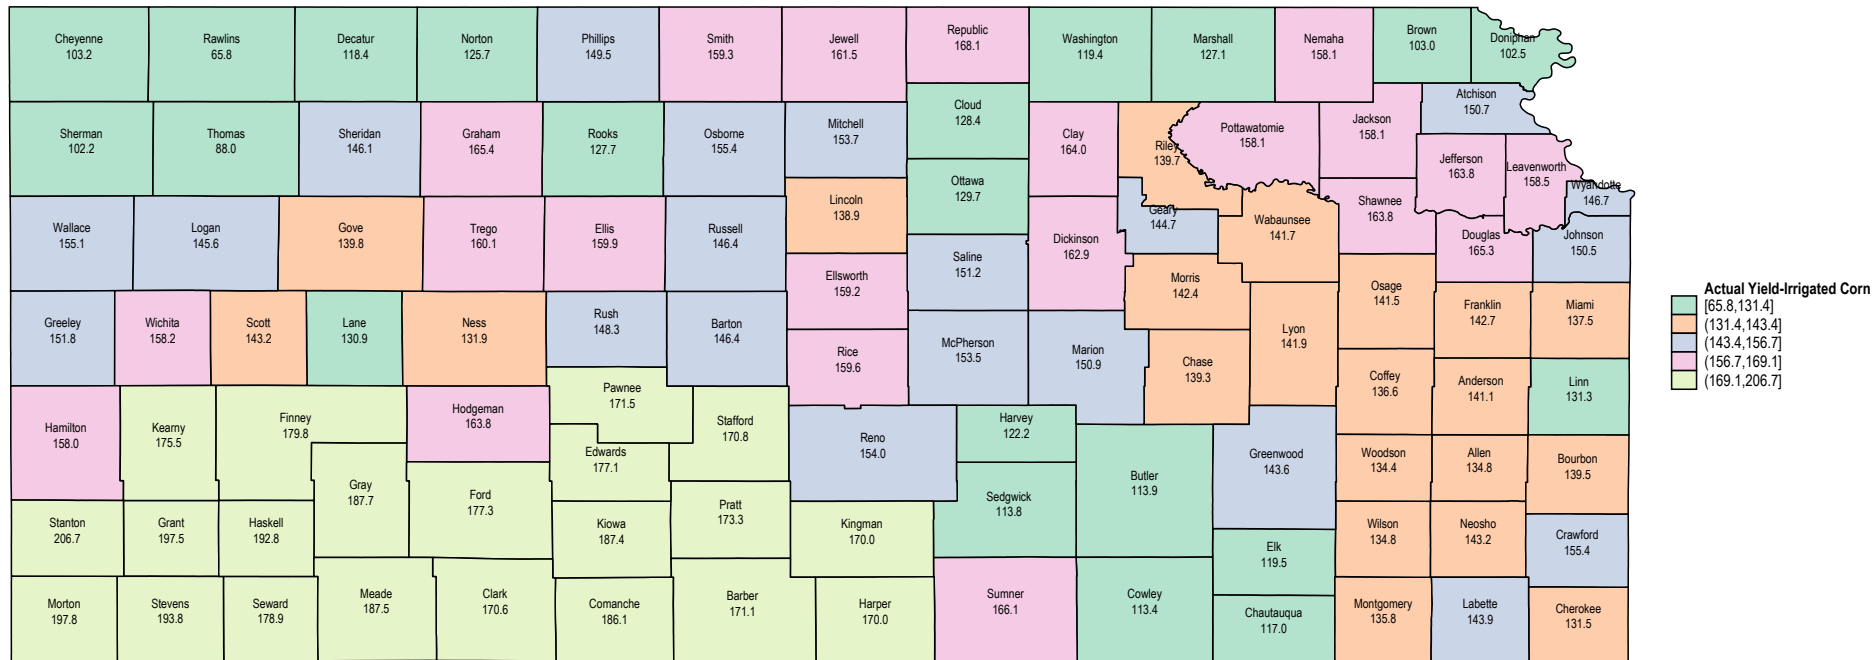 Cheyenne
103.2
Rawlins
65.8
Decatur
118.4
Norton
125.7
Phillips
149.5
Smith
159.3
Jewell
161.5
Republic
168.1
Washington
119.4
Marshall
127.1
Nemaha
158.1
Brown
103.0
Doniphan
102.5
Atchison
150.7
Sherman
102.2
Thomas
88.0
Sheridan
146.1
Graham
165.4
Rooks
127.7
Osborne
155.4
Mitchell
153.7
Cloud
128.4
Clay
164.0
Riley
139.7
Pottawatomie
158.1
Jackson
158.1
Jefferson
163.8
Leavenworth
158.5
Wyandotte
146.7
Ottawa
129.7
Lincoln
138.9
Wallace
155.1
Logan
145.6
Gove
139.8
Trego
160.1
Ellis
159.9
Russell
146.4
Dickinson
162.9
Geary
144.7
Wabaunsee
141.7
Shawnee
163.8
Douglas
165.3
Johnson
150.5
Saline
151.2
Ellsworth
159.2
Morris
142.4
Osage
141.5
Franklin
142.7
Miami
137.5
Actual Yield-Irrigated Corn
[65.8,131.4]
(131.4,143.4]
(143.4,156.7]
(156.7,169.1]
(169.1,206.7]
Greeley
151.8
Wichita
158.2
Scott
143.2
Lane
130.9
Ness
131.9
Rush
148.3
Barton
146.4
Rice
159.6
McPherson
153.5
Marion
150.9
Chase
139.3
Lyon
141.9
Coffey
136.6
Anderson
141.1
Linn
131.3
Hamilton
158.0
Kearny
175.5
Finney
179.8
Hodgeman
163.8
Pawnee
171.5
Stafford
170.8
Edwards
177.1
Reno
154.0
Harvey
122.2
Butler
113.9
Greenwood
143.6
Woodson
134.4
Allen
134.8
Bourbon
139.5
Gray
187.7
Ford
177.3
Pratt
173.3
Sedgwick
113.8
Stanton
206.7
Grant
197.5
Haskell
192.8
Kiowa
187.4
Kingman
170.0
Elk
119.5
Wilson
134.8
Neosho
143.2
Crawford
155.4
Morton
197.8
Stevens
193.8
Seward
178.9
Meade
187.5
Clark
170.6
Comanche
186.1
Barber
171.1
Harper
170.0
Sumner
166.1
Cowley
113.4
Chautauqua
117.0
Montgomery
135.8
Labette
143.9
Cherokee
131.5